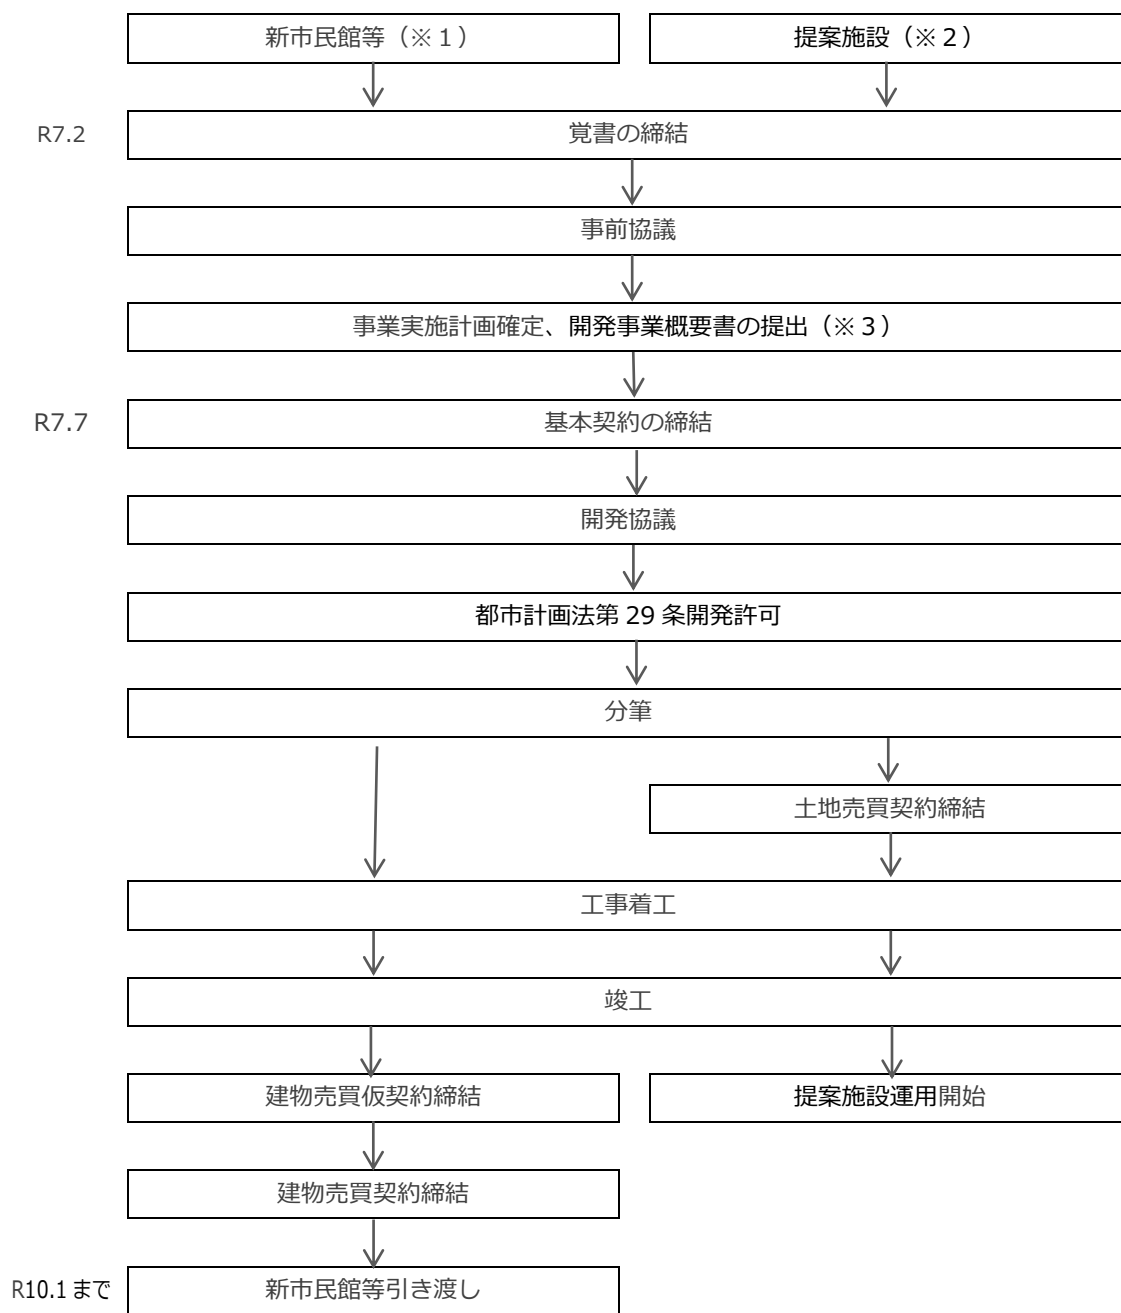 新市民館等（※１）
提案施設（※２）
R7.2
覚書の締結
事前協議
事業実施計画確定、開発事業概要書の提出（※３）
R7.7
基本契約の締結
開発協議
都市計画法第 29 条開発許可
分筆
土地売買契約締結
工事着工
竣工
建物売買仮契約締結
提案施設運用開始
建物売買契約締結
R10.1 まで
新市民館等引き渡し